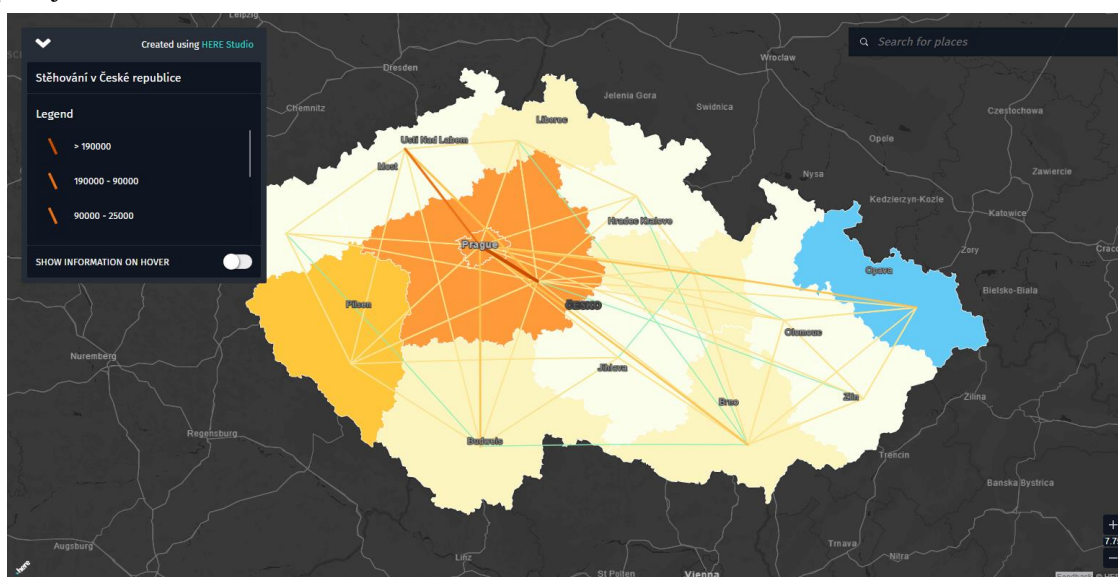 Leipzig
Created using HERE Studio
Stěhování v České republice
Legend
> 190000
190000 - 90000
90000 - 25000
SHOW INFORMATION ON HOVER
Search for places
Wroclaw
Dresden
Chemnitz
Jelenia Gora
Swidnica
Czestochowa
Liberec
Opole
Usti Nad Labem
Most
Nysa
Zawiercie
Kedzierzyn-Kozle
Katowice
Hradec Kralove
Prague
Zory
Opava
Bielsko-Biala
Pilsen
ČESKO
Olomouc
Nuremberg
Jihlava
Brno
Zlin
Zilina
Regensburg
Budweis
Trencin
Banska Bystrica
Augsburg
Linz
Trnava
Nitra
St Polten
Vienna
here
+
−